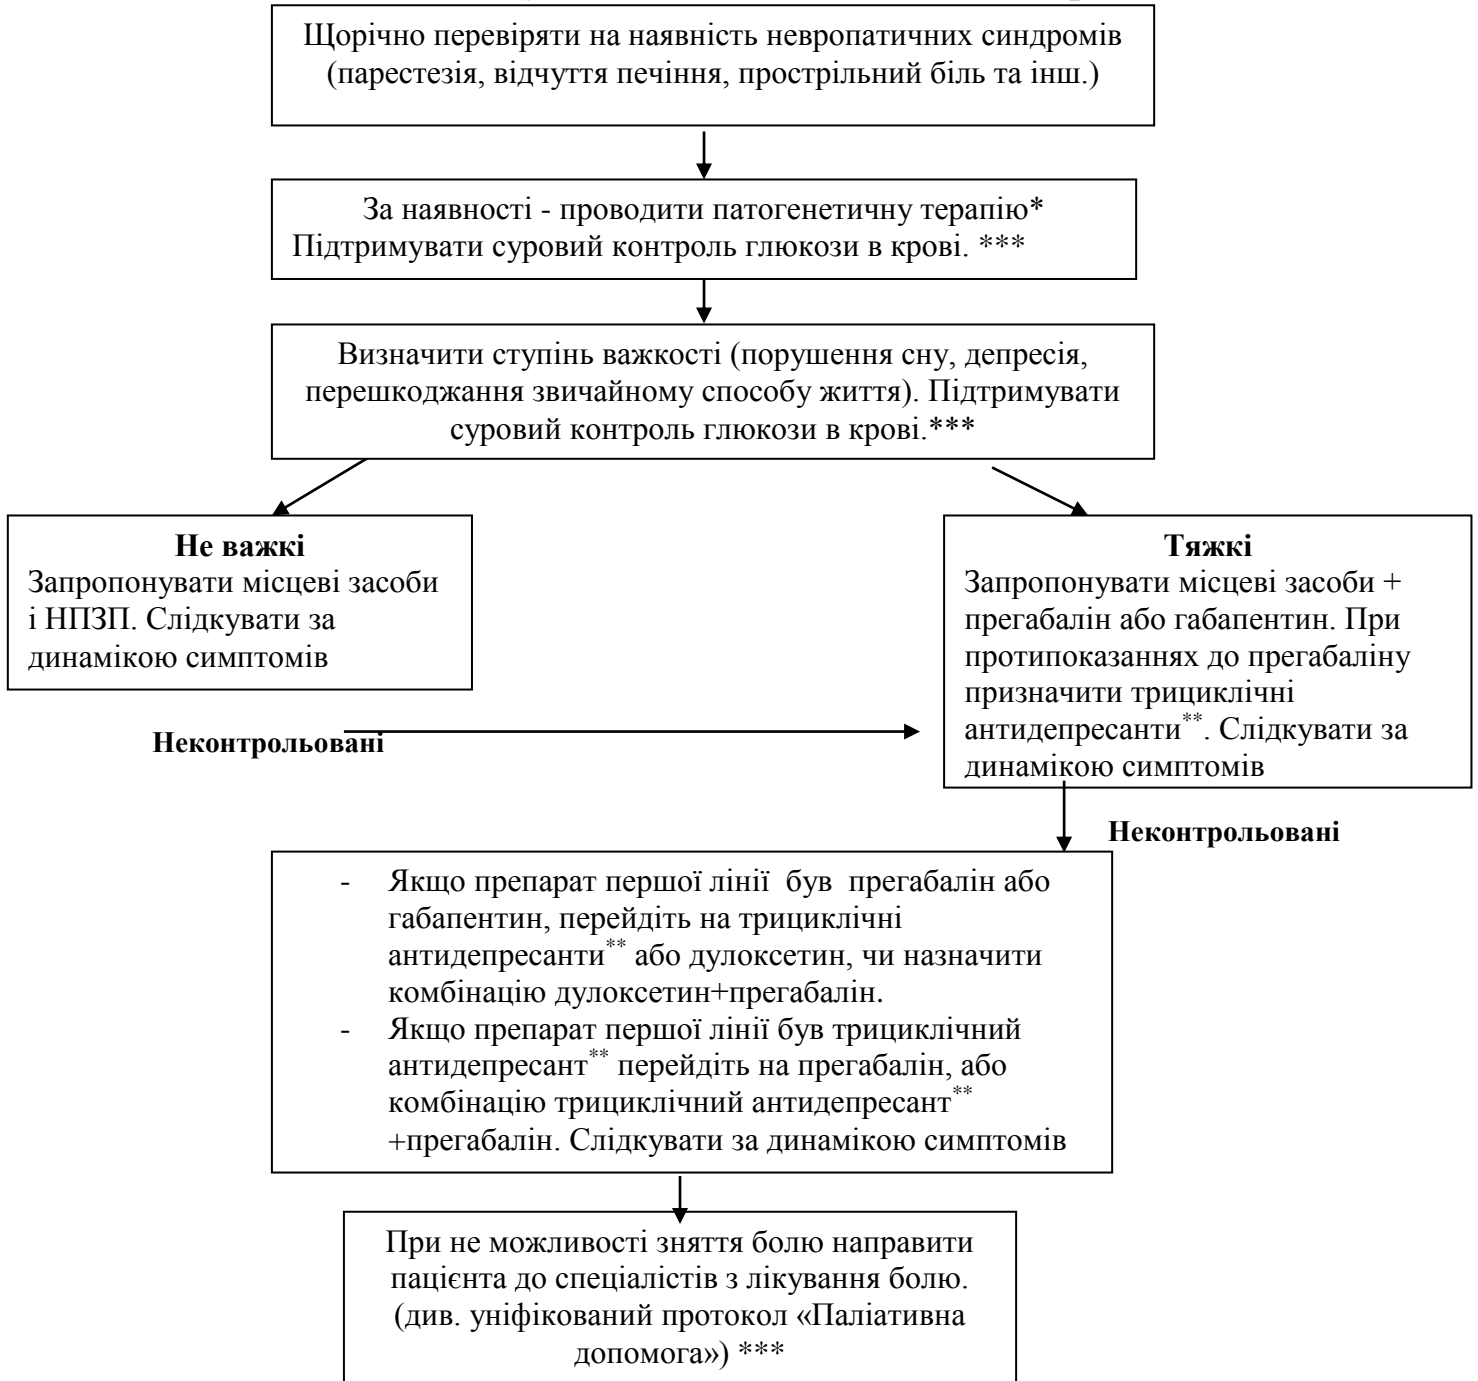 Щорічно перевіряти на наявність невропатичних синдромів
(парестезія, відчуття печіння, прострільний біль та інш.)
За наявності - проводити патогенетичну терапію*
Підтримувати суровий контроль глюкози в крові. ***
Визначити ступінь важкості (порушення сну, депресія,
перешкоджання звичайному способу життя). Підтримувати
суровий контроль глюкози в крові.***
Не важкі
Запропонувати місцеві засоби
і НПЗП. Слідкувати за
динамікою симптомів
Тяжкі
Запропонувати місцеві засоби +
прегабалін або габапентин. При
протипоказаннях до прегабаліну
призначити трициклічні
антидепресанти**. Слідкувати за
динамікою симптомів
Неконтрольовані
Неконтрольовані
- Якщо препарат першої лінії був прегабалін або
габапентин, перейдіть на трициклічні
антидепресанти** або дулоксетин, чи назначити
комбінацію дулоксетин+прегабалін.
- Якщо препарат першої лінії був трициклічний
антидепресант** перейдіть на прегабалін, або
комбінацію трициклічний антидепресант**
+прегабалін. Слідкувати за динамікою симптомів
При не можливості зняття болю направити
пацієнта до спеціалістів з лікування болю.
(див. уніфікований протокол «Паліативна
допомога») ***